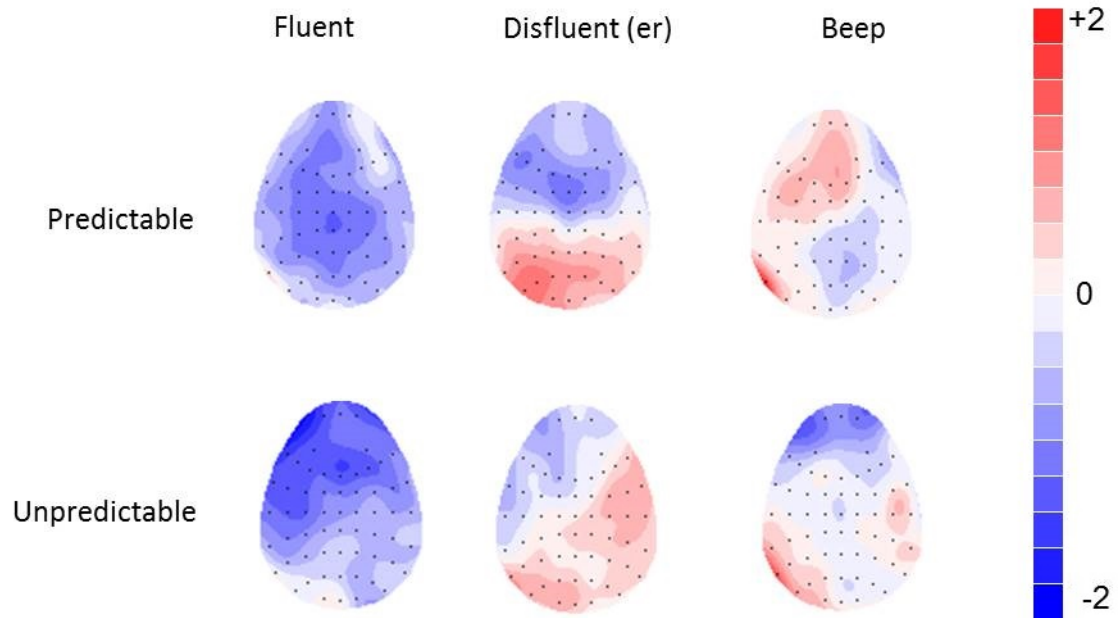 Fluent
Disfluent (er)
Beep
+2
Predictable
0
Unpredictable
-2